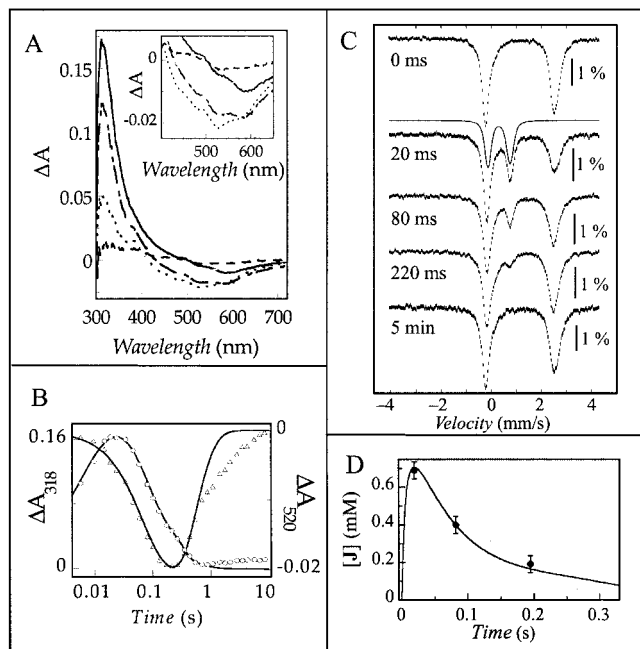 A
0.15
0.1
0.05
0
ΔA
300 400 500 600 700
Wavelength (nm)
0
-0.02
ΔA
500 600
Wavelength (nm)
B
0.16
0
ΔA318
0
-0.02
ΔA520
0.01 0.1 1 10
Time (s)
C
0 ms
1 %
20 ms
1 %
80 ms
1 %
220 ms
1 %
5 min
1 %
−4 −2 0 2 4
Velocity (mm/s)
D
0.6
0.4
0.2
0
[J] (mM)
0 0.1 0.2 0.3
Time (s)